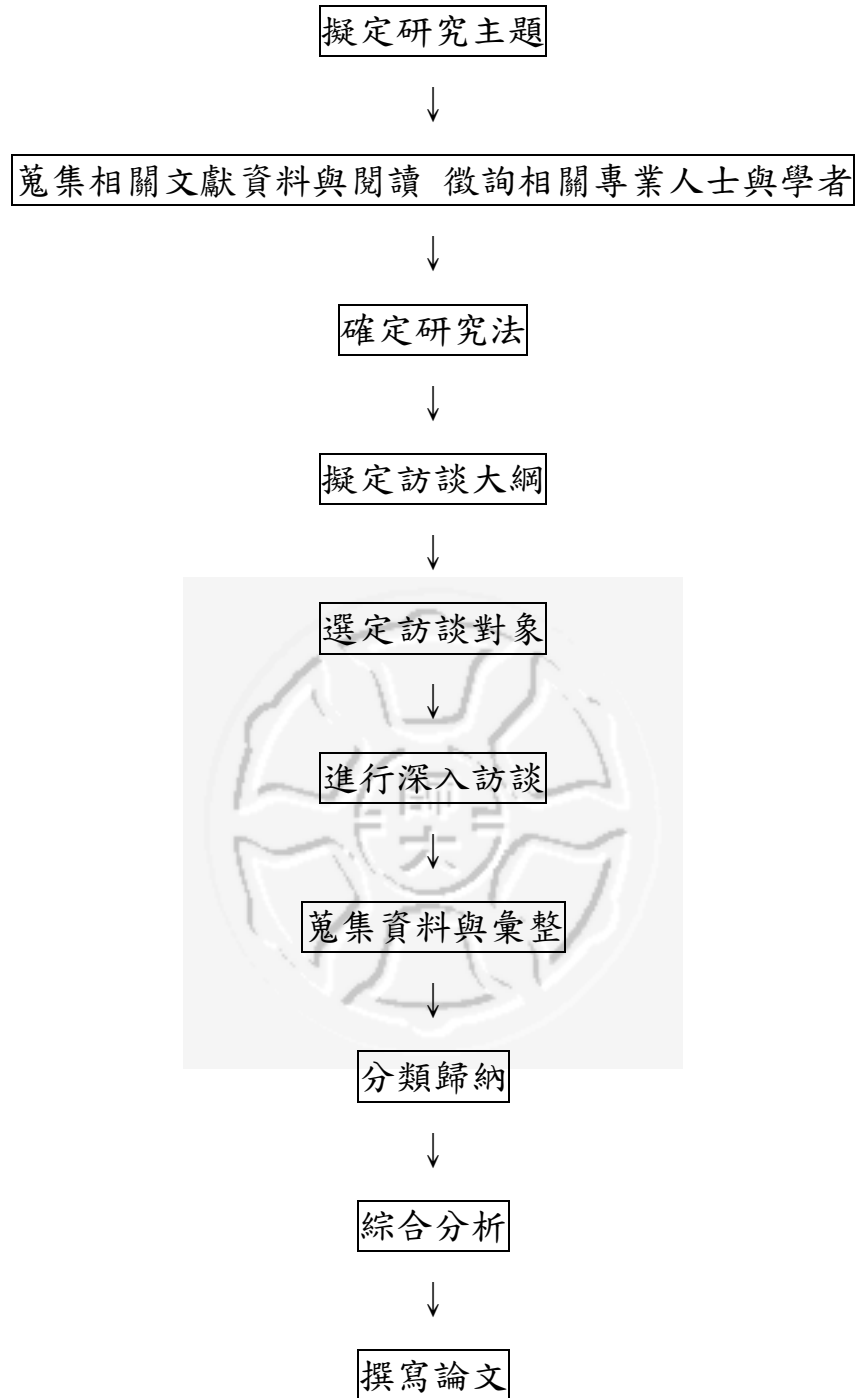 擬定研究主題
↓
蒐集相關文獻資料與閱讀 徵詢相關專業人士與學者
↓
確定研究法
↓
擬定訪談大綱
↓
選定訪談對象
↓
進行深入訪談
↓
師大
蒐集資料與彙整
↓
分類歸納
↓
綜合分析
↓
撰寫論文